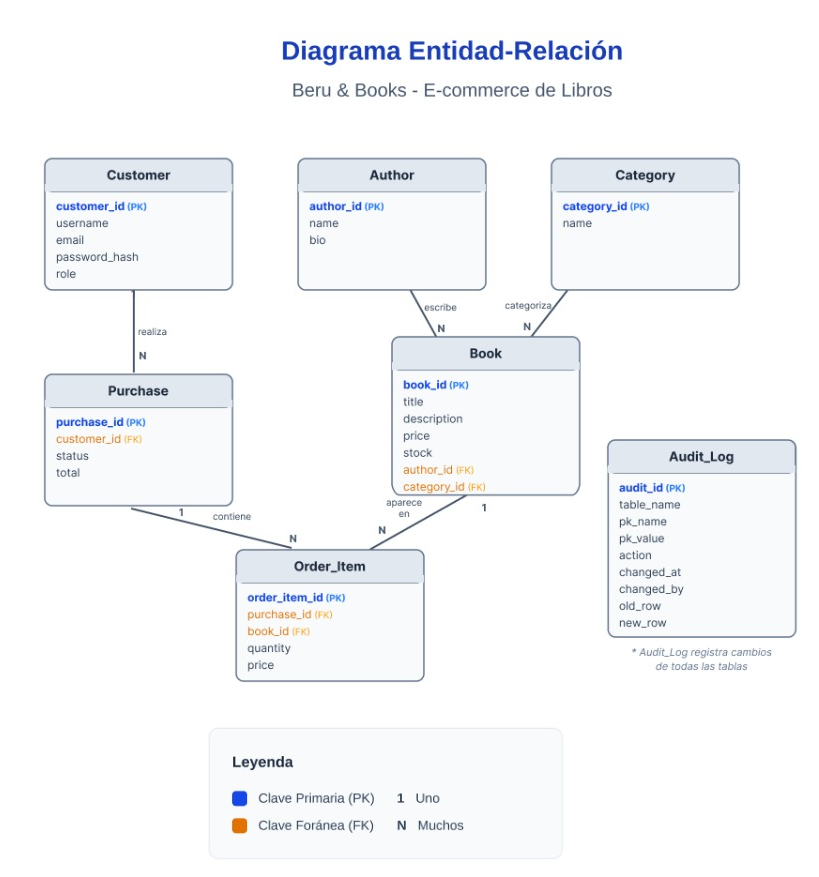 Diagrama Entidad-Relación
Beru & Books - E-commerce de Libros
Customer
customer_id (PK)
username
email
password_hash
role
Author
author_id (PK)
name
bio
Category
category_id (PK)
name
realiza
N
escribe
N
categoriza
N
Purchase
purchase_id (PK)
customer_id (FK)
status
total
Book
book_id (PK)
title
description
price
stock
author_id (FK)
category_id (FK)
Audit_Log
audit_id (PK)
table_name
pk_name
pk_value
action
changed_at
changed_by
old_row
new_row
* Audit_Log registra cambios
de todas las tablas
1
contiene
N
aparece
en
1
N
Order_Item
order_item_id (PK)
purchase_id (FK)
book_id (FK)
quantity
price
Leyenda
Clave Primaria (PK)
1 Uno
Clave Foránea (FK)
N Muchos